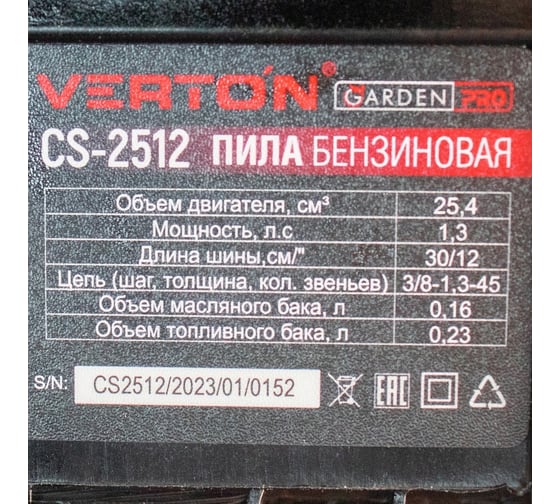 VERTON® GARDEN PRO
CS-2512 ПИЛА БЕНЗИНОВАЯ
Объем двигателя, см³ 25,4
Мощность, л.с 1,3
Длина шины,см/" 30/12
Цепь (шаг, толщина, кол. звеньев) 3/8-1,3-45
Объем масляного бака, л 0,16
Объем топливного бака, л 0,23
S/N: CS2512/2023/01/0152 EAC